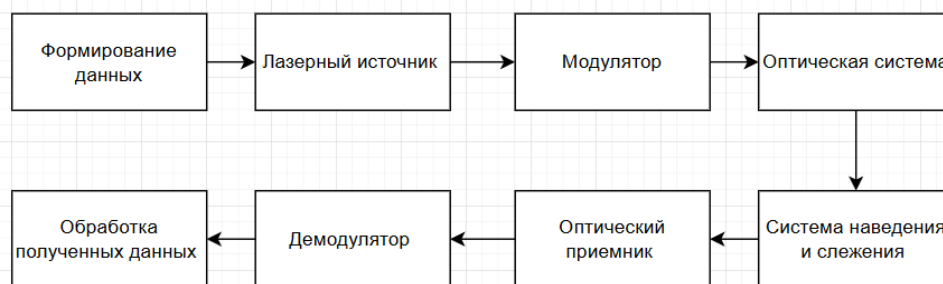 Формирование
данных
Лазерный источник
Модулятор
Оптическая система
Обработка
полученных данных
Демодулятор
Оптический
приемник
Система наведения
и слежения